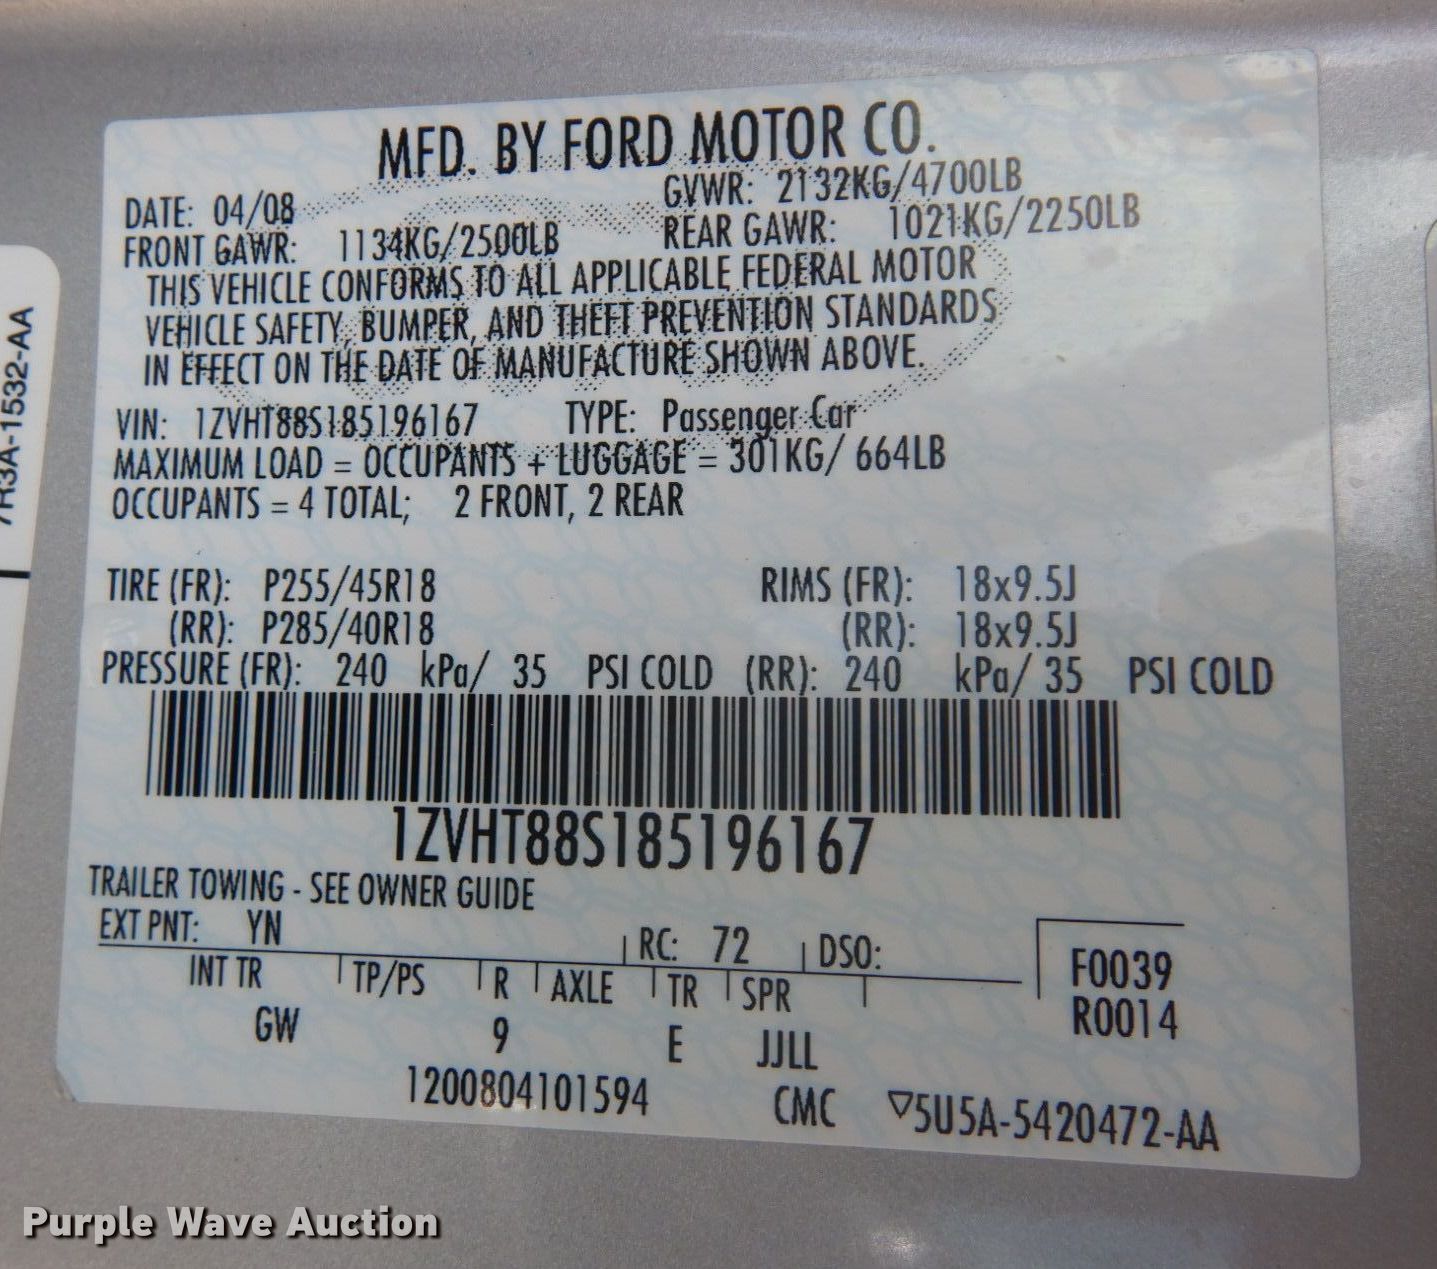 MFD. BY FORD MOTOR CO.
DATE: 04/08 GVWR: 2132KG/4700LB
FRONT GAWR: 1134KG/2500LB REAR GAWR: 1021KG/2250LB
THIS VEHICLE CONFORMS TO ALL APPLICABLE FEDERAL MOTOR
VEHICLE SAFETY, BUMPER, AND THEFT PREVENTION STANDARDS
IN EFFECT ON THE DATE OF MANUFACTURE SHOWN ABOVE.
VIN: 1ZVHT88S185196167 TYPE: Passenger Car
MAXIMUM LOAD = OCCUPANTS + LUGGAGE = 301KG/ 664LB
OCCUPANTS = 4 TOTAL; 2 FRONT, 2 REAR
TIRE (FR): P255/45R18 RIMS (FR): 18x9.5J
(RR): P285/40R18 (RR): 18x9.5J
PRESSURE (FR): 240 kPa/ 35 PSI COLD (RR): 240 kPa/ 35 PSI COLD
1ZVHT88S185196167
TRAILER TOWING - SEE OWNER GUIDE
EXT PNT: YN RC: 72 DSO:
F0039
INT TR TP/PS R AXLE TR SPR
R0014
GW 9 E JJLL
1200804101594 CMC ▽5U5A-5420472-AA
7R3A-1532-AA
Purple Wave Auction